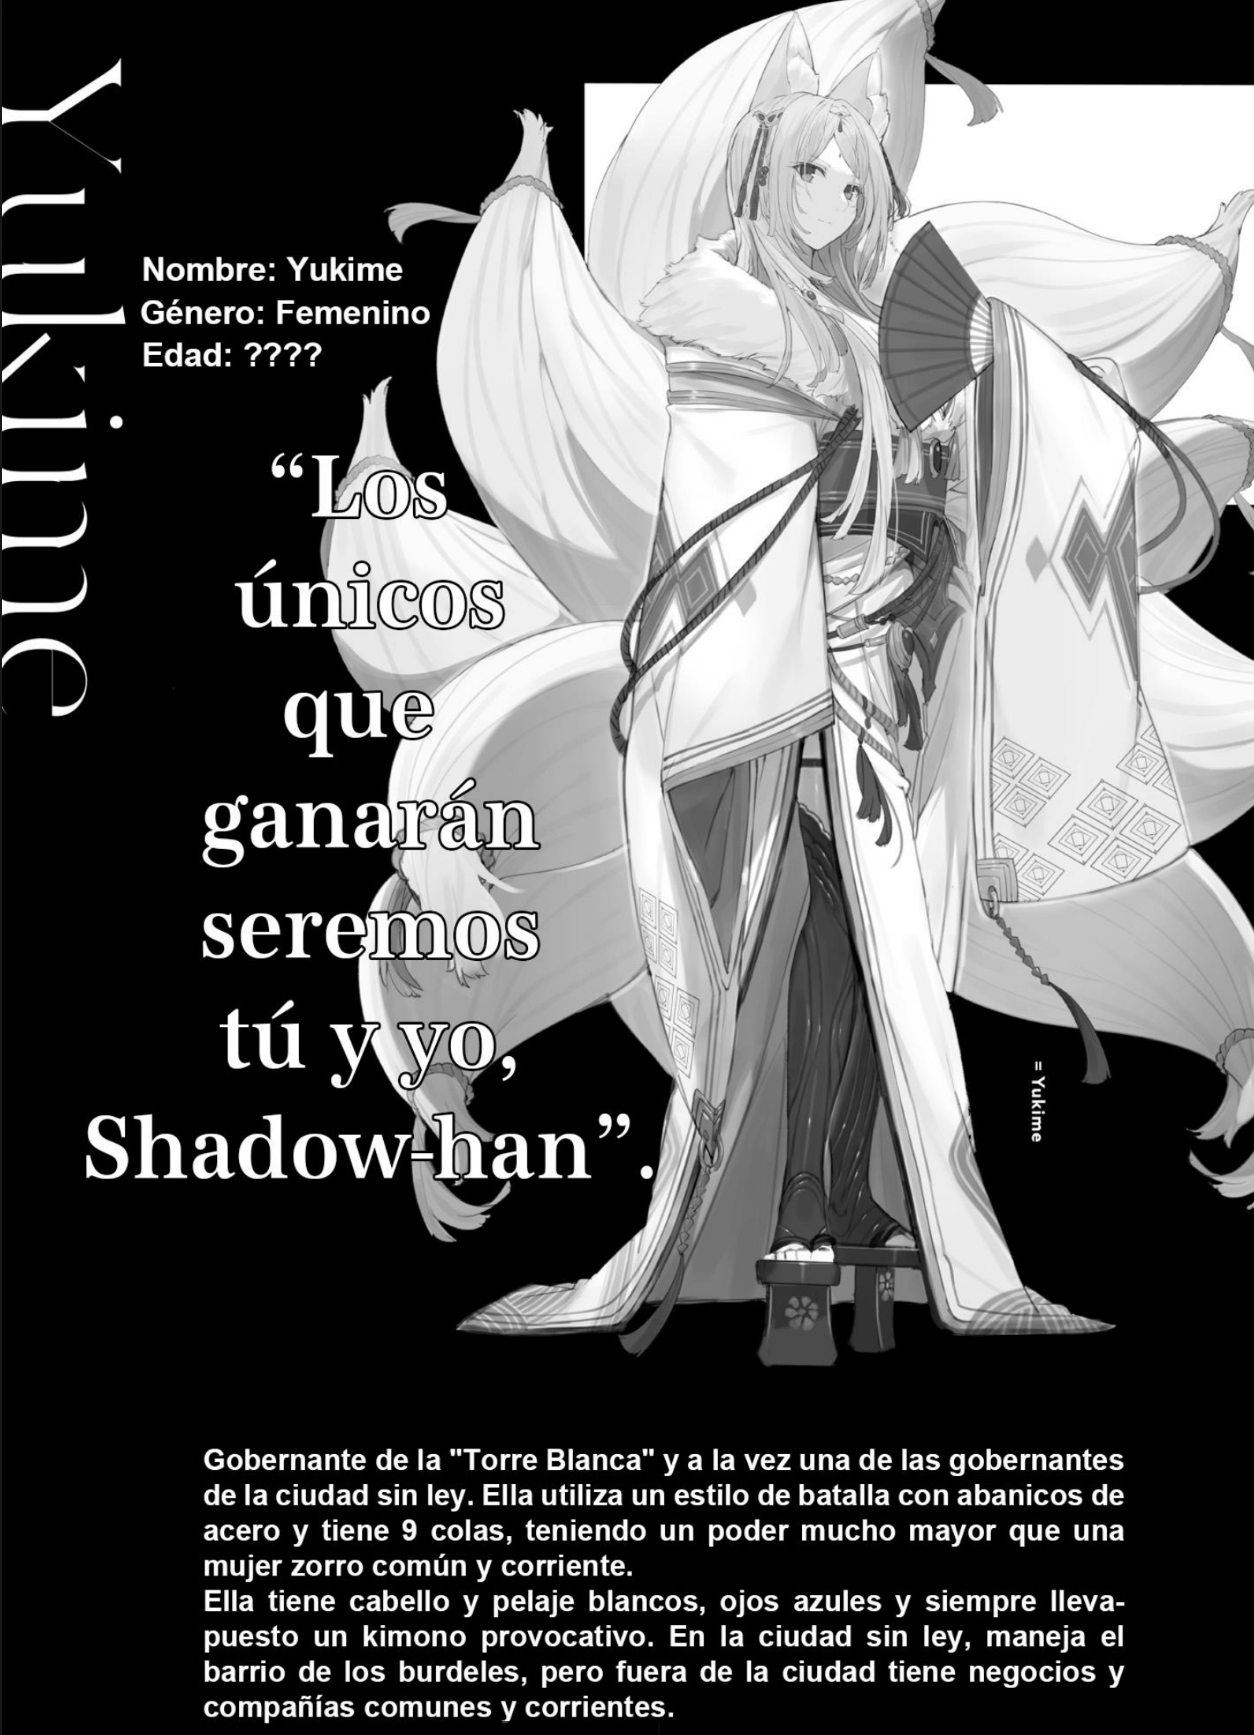 Yukime
Nombre: Yukime
Género: Femenino
Edad: ????
“Los
únicos
que
ganarán
seremos
tú y yo,
Shadow-han”.
= Yukime
Gobernante de la "Torre Blanca" y a la vez una de las gobernantes
de la ciudad sin ley. Ella utiliza un estilo de batalla con abanicos de
acero y tiene 9 colas, teniendo un poder mucho mayor que una
mujer zorro común y corriente.
Ella tiene cabello y pelaje blancos, ojos azules y siempre lleva-
puesto un kimono provocativo. En la ciudad sin ley, maneja el
barrio de los burdeles, pero fuera de la ciudad tiene negocios y
compañías comunes y corrientes.